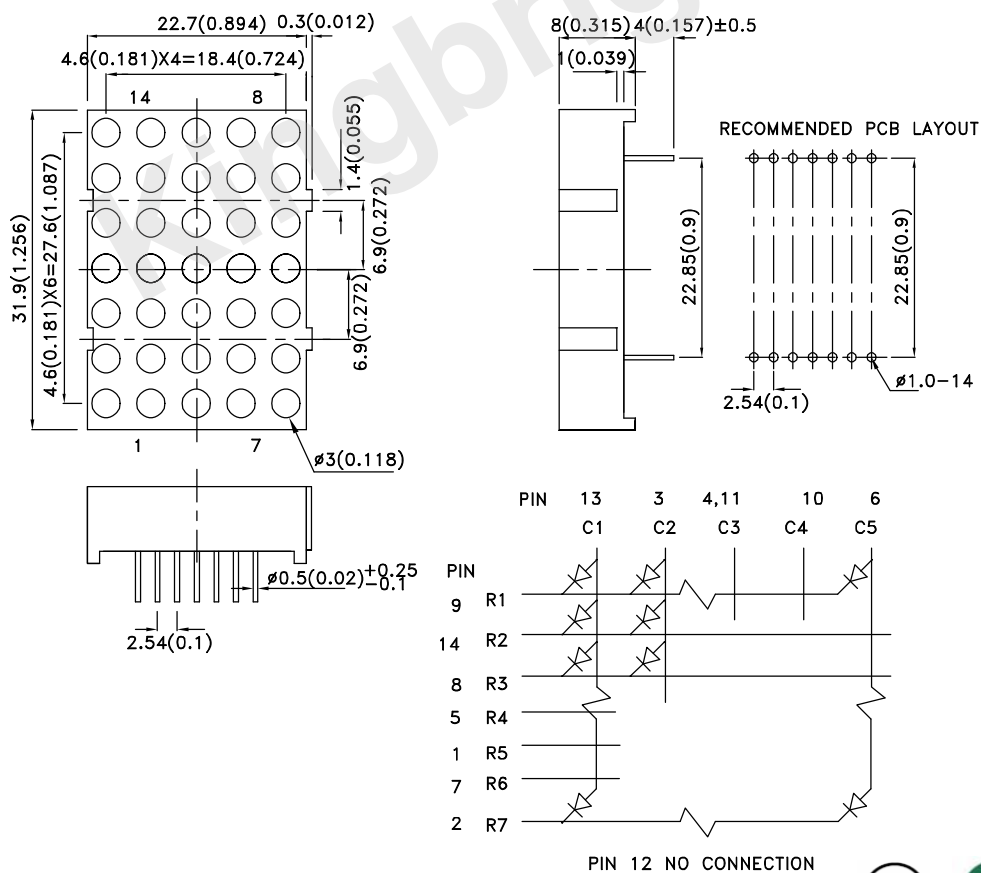 22.7(0.894)
0.3(0.012)
4.6(0.181)X4=18.4(0.724)
14
8
1.4(0.055)
6.9(0.272)
6.9(0.272)
31.9(1.256)
4.6(0.181)X6=27.6(1.087)
1
7
ø3(0.118)
8(0.315)
4(0.157)±0.5
1(0.039)
22.85(0.9)
RECOMMENDED PCB LAYOUT
22.85(0.9)
ø1.0-14
2.54(0.1)
ø0.5(0.02)+0.25 -0.1
2.54(0.1)
PIN 13 3 4,11 10 6
C1 C2 C3 C4 C5
PIN
9 R1
14 R2
8 R3
5 R4
1 R5
7 R6
2 R7
PIN 12 NO CONNECTION